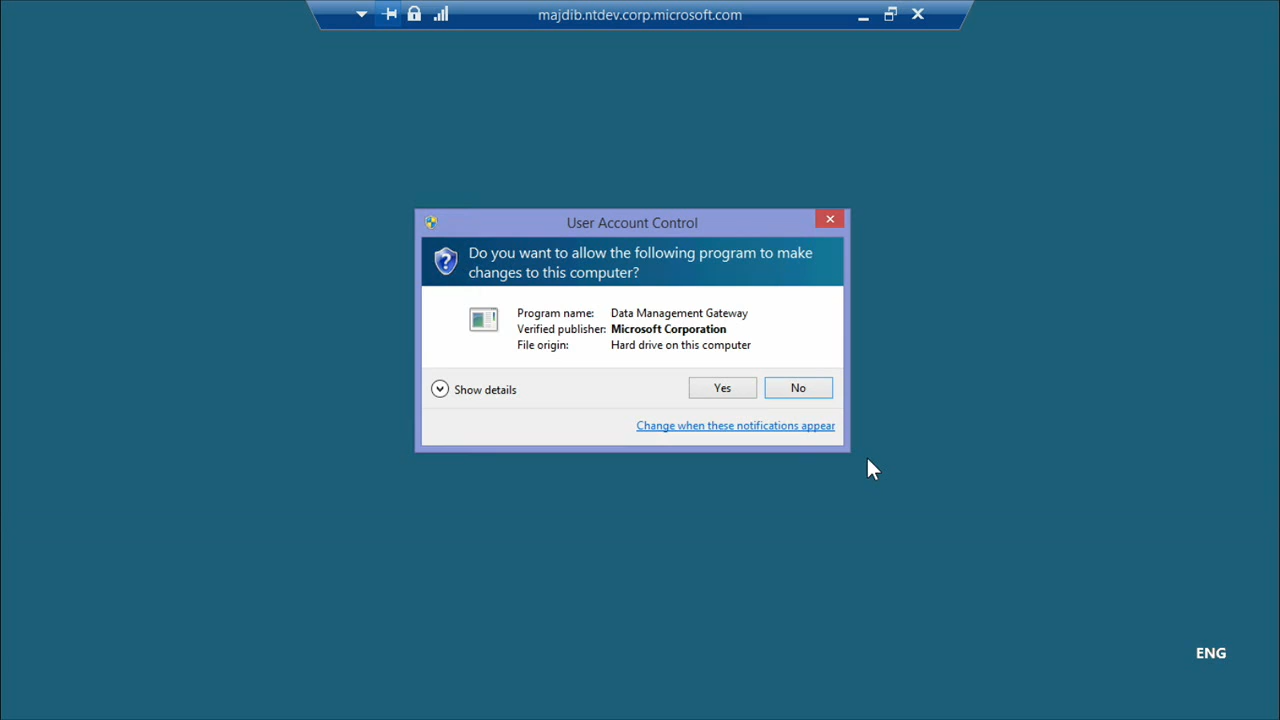 majdib.ntdev.corp.microsoft.com
User Account Control
Do you want to allow the following program to make
changes to this computer?
Program name: Data Management Gateway
Verified publisher: Microsoft Corporation
File origin: Hard drive on this computer
Show details
Yes
No
Change when these notifications appear
ENG